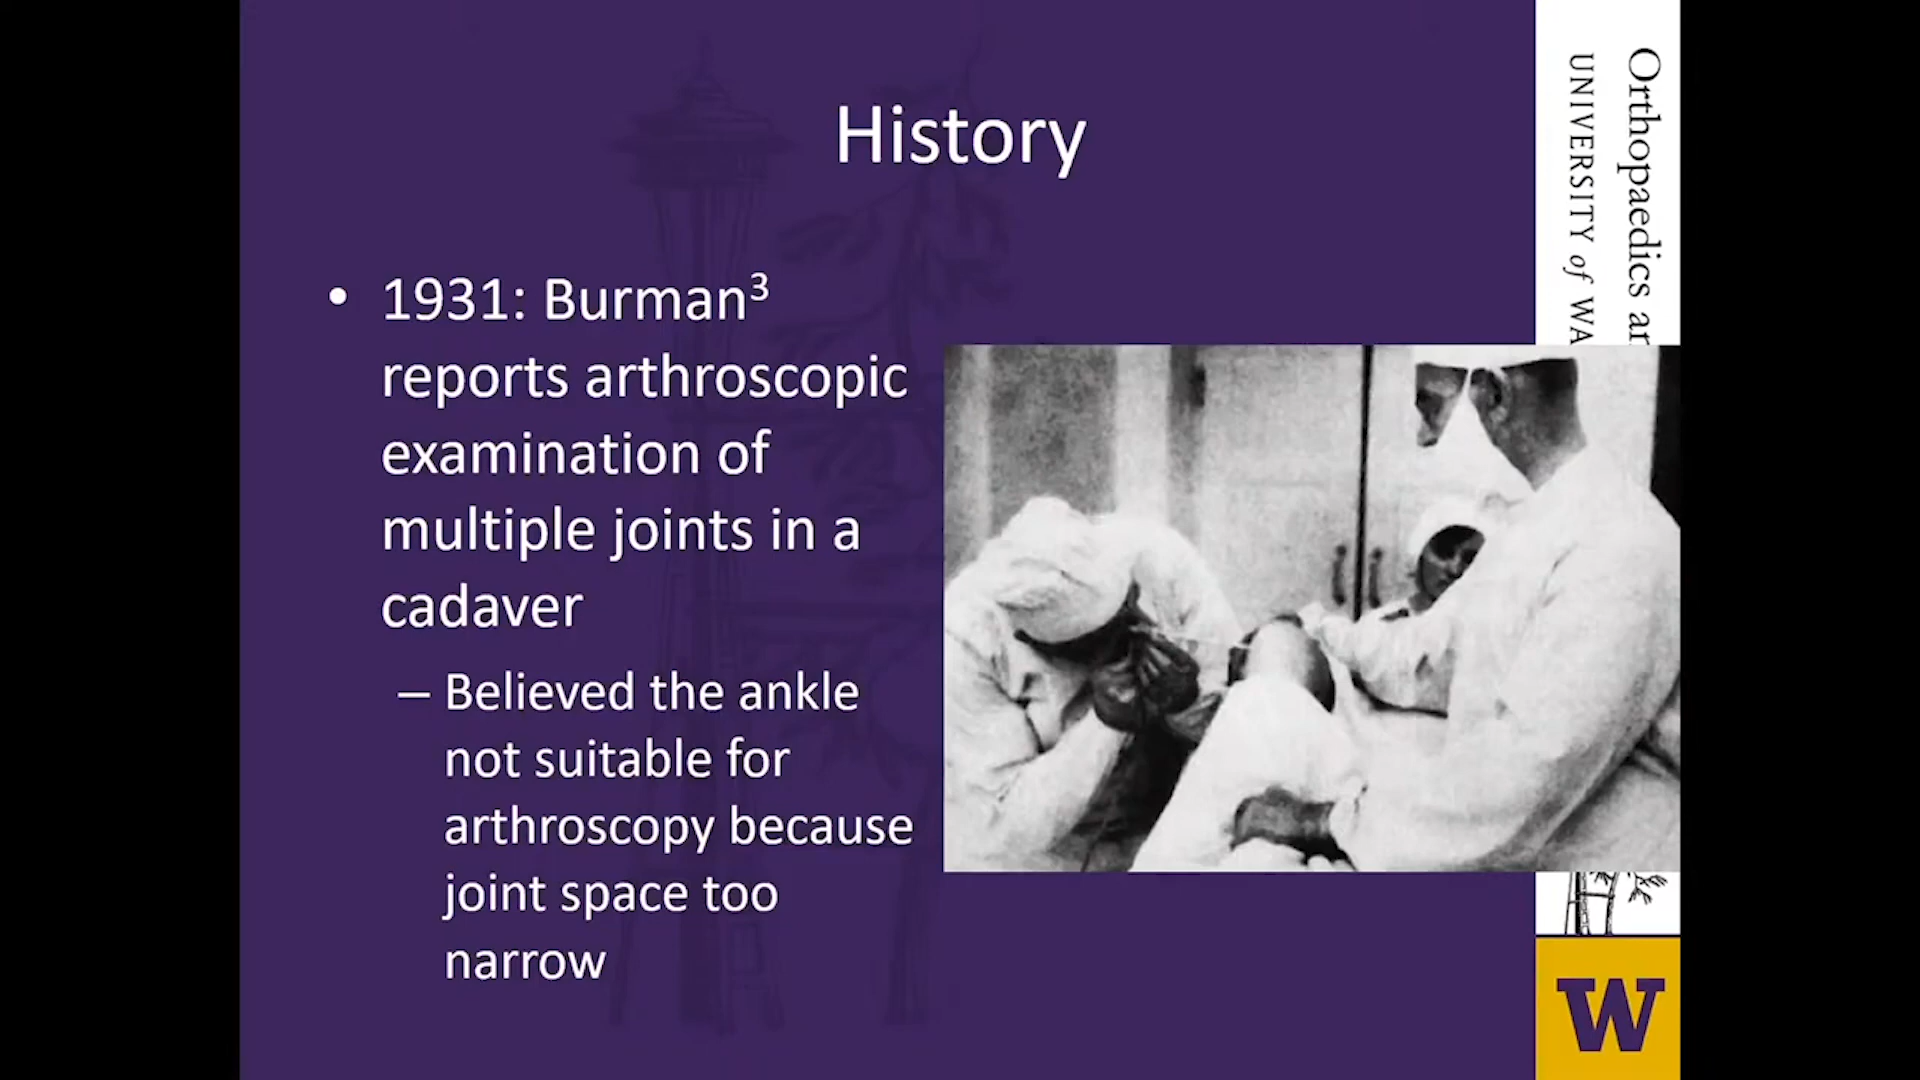 History
• 1931: Burman³
reports arthroscopic
examination of
multiple joints in a
cadaver
– Believed the ankle
not suitable for
arthroscopy because
joint space too
narrow
Orthopaedics
UNIVERSITY of
W